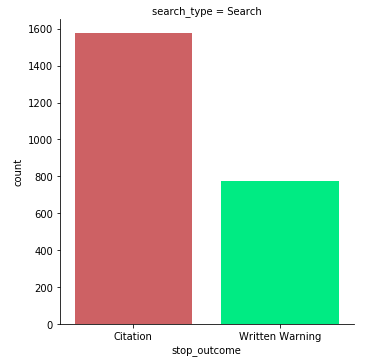 search_type = Search
1600
1400
1200
1000
800
600
400
200
0
count
Citation
Written Warning
stop_outcome